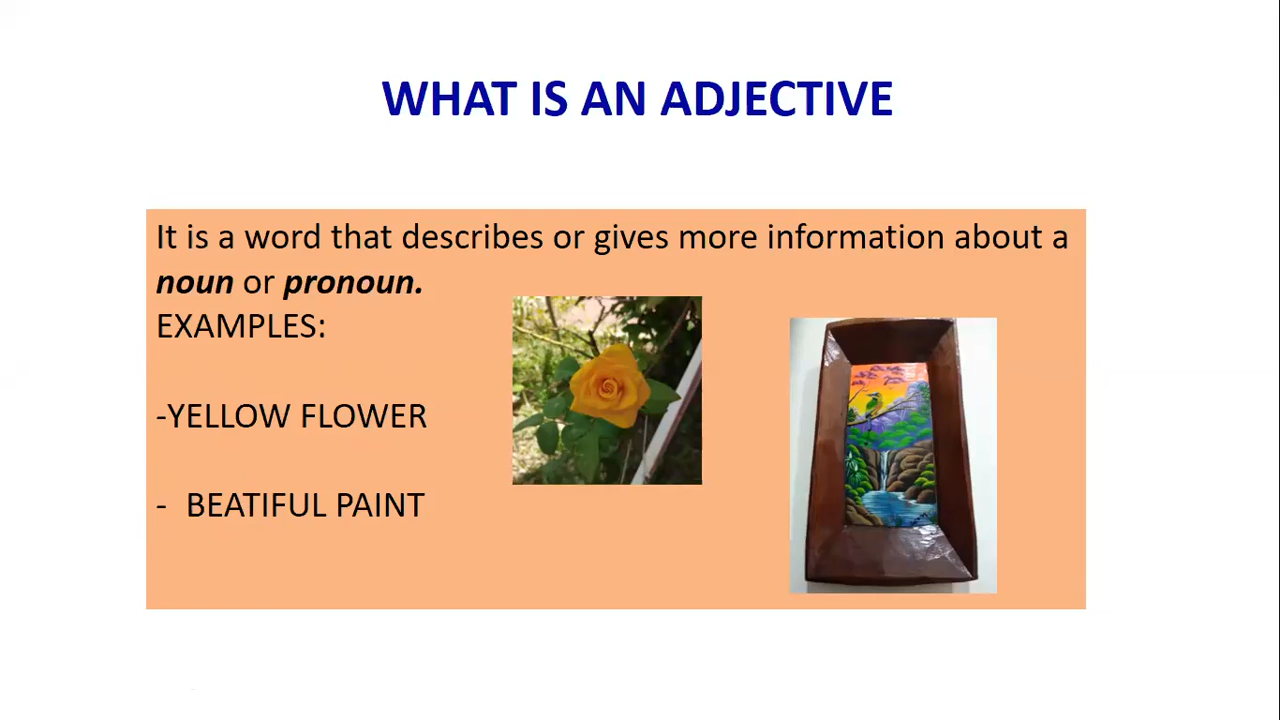 WHAT IS AN ADJECTIVE
It is a word that describes or gives more information about a
noun or pronoun.
EXAMPLES:
-YELLOW FLOWER
- BEATIFUL PAINT